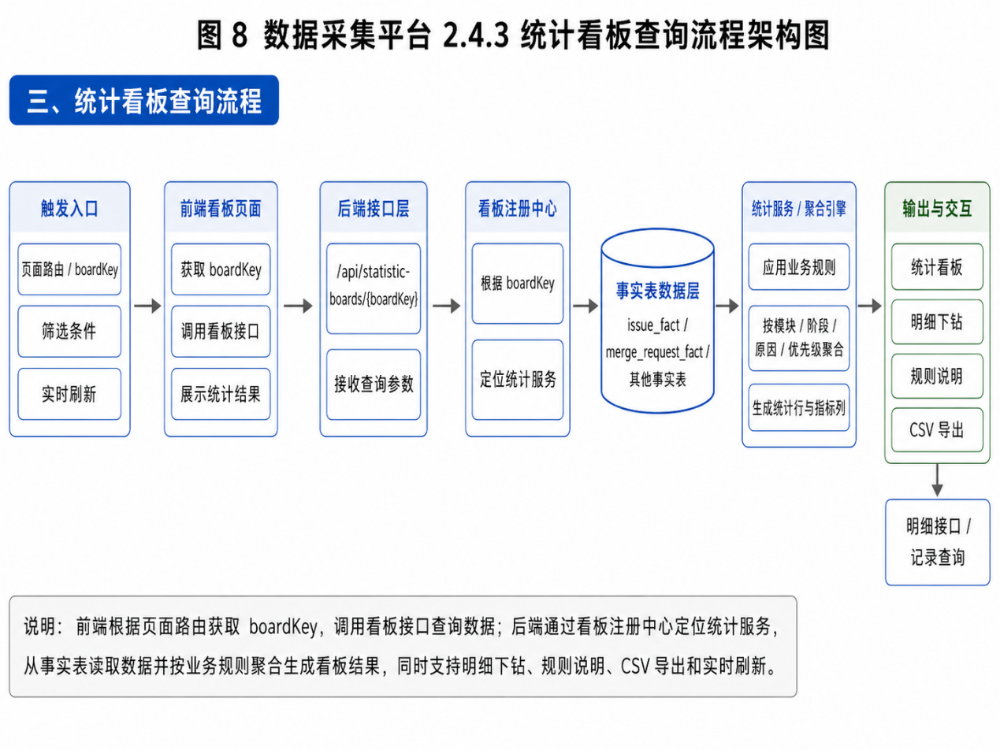 图 8 数据采集平台 2.4.3 统计看板查询流程架构图
三、统计看板查询流程
触发入口
页面路由 / boardKey
筛选条件
实时刷新
前端看板页面
获取 boardKey
调用看板接口
展示统计结果
后端接口层
/api/statistic-
boards/{boardKey}
接收查询参数
看板注册中心
根据 boardKey
定位统计服务
事实表数据层
issue_fact /
merge_request_fact /
其他事实表
统计服务 / 聚合引擎
应用业务规则
按模块 / 阶段 /
原因 / 优先级聚合
生成统计行与指标列
输出与交互
统计看板
明细下钻
规则说明
CSV 导出
明细接口 /
记录查询
说明: 前端根据页面路由获取 boardKey，调用看板接口查询数据；后端通过看板注册中心定位统计服务，
从事实表读取数据并按业务规则聚合生成看板结果，同时支持明细下钻、规则说明、CSV 导出和实时刷新。